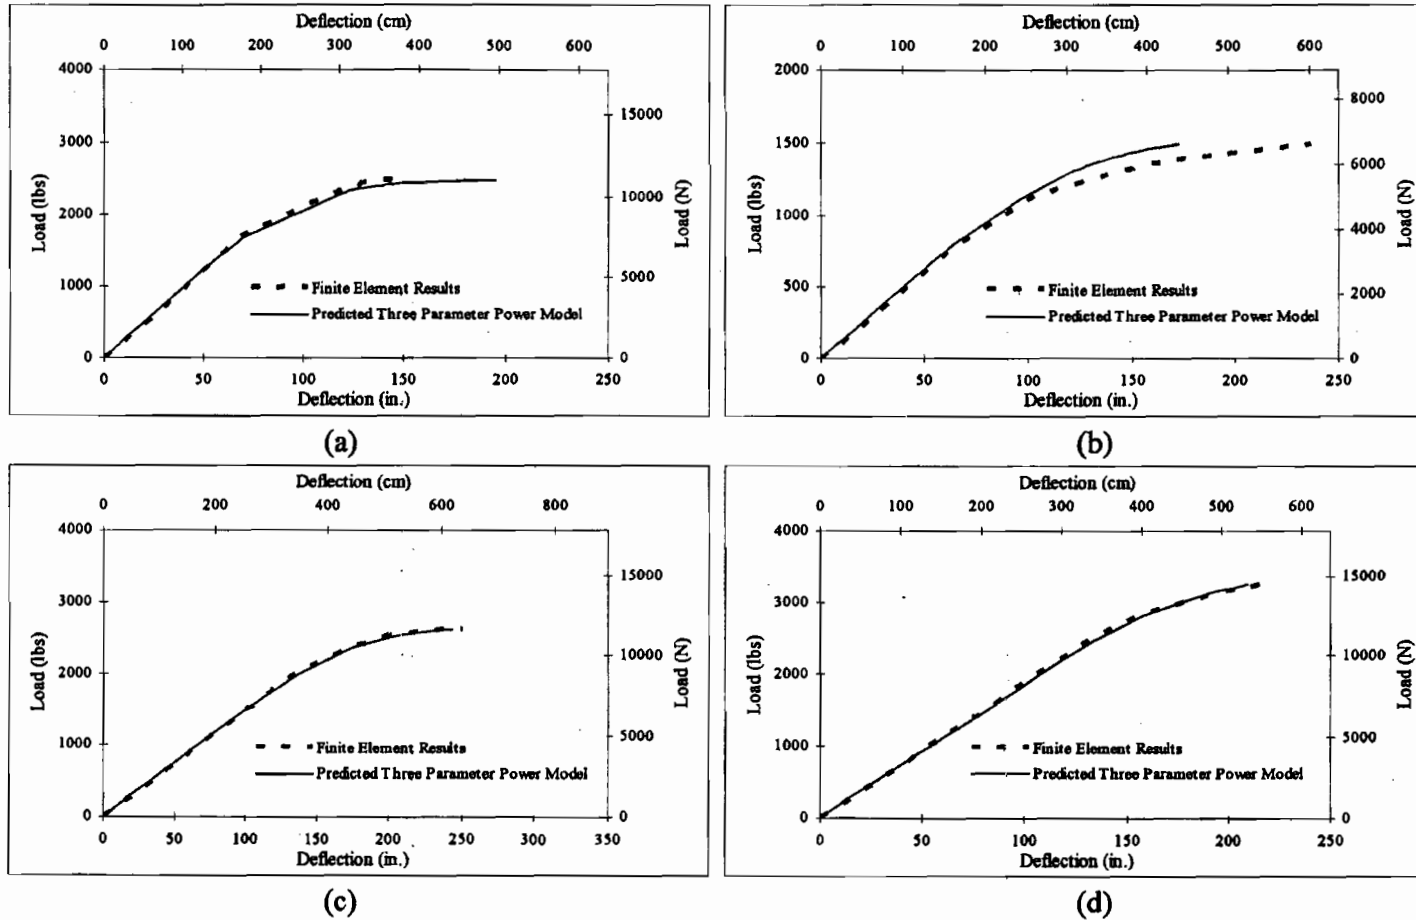 Deflection (cm)
0 100 200 300 400 500 600
4000
3000
2000
1000
0
Load (lbs)
15000
10000
5000
0
Load (N)
Finite Element Results
Predicted Three Parameter Power Model
0 50 100 150 200 250
Deflection (in.)
(a)
Deflection (cm)
0 100 200 300 400 500 600
2000
1500
1000
500
0
Load (lbs)
8000
6000
4000
2000
0
Load (N)
Finite Element Results
Predicted Three Parameter Power Model
0 50 100 150 200 250
Deflection (in.)
(b)
Deflection (cm)
0 200 400 600 800
4000
3000
2000
1000
0
Load (lbs)
15000
10000
5000
0
Load (N)
Finite Element Results
Predicted Three Parameter Power Model
0 50 100 150 200 250 300 350
Deflection (in.)
(c)
Deflection (cm)
0 100 200 300 400 500 600
4000
3000
2000
1000
0
Load (lbs)
15000
10000
5000
0
Load (N)
Finite Element Results
Predicted Three Parameter Power Model
0 50 100 150 200 250
Deflection (in.)
(d)